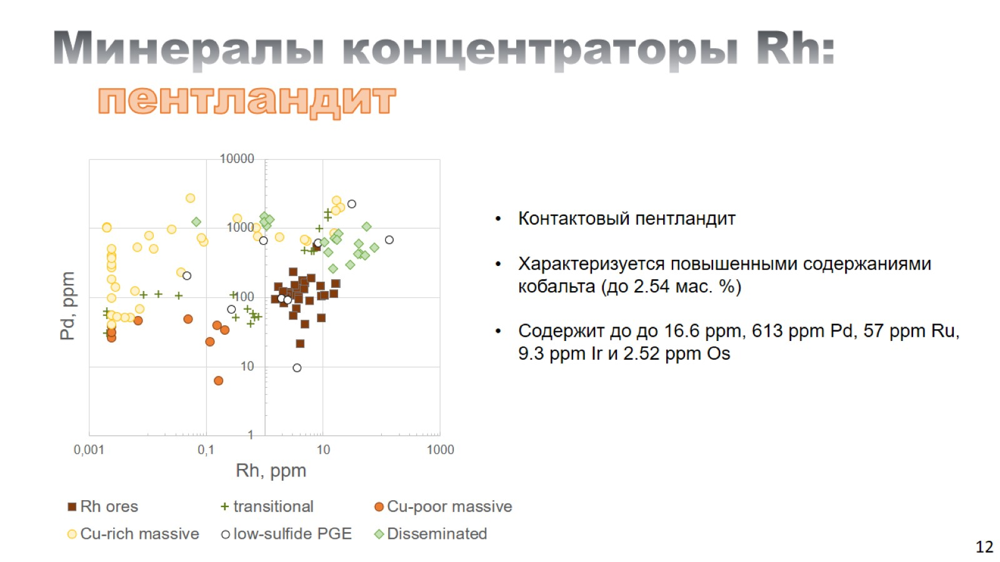 Минералы концентраторы Rh:
пентландит
10000
1000
100
10
1
Pd, ppm
0,001 0,1 10 1000
Rh, ppm
Rh ores transitional Cu-poor massive
Cu-rich massive low-sulfide PGE Disseminated
• Контактовый пентландит
• Характеризуется повышенными содержаниями
кобальта (до 2.54 мас. %)
• Содержит до до 16.6 ppm, 613 ppm Pd, 57 ppm Ru,
9.3 ppm Ir и 2.52 ppm Os
12